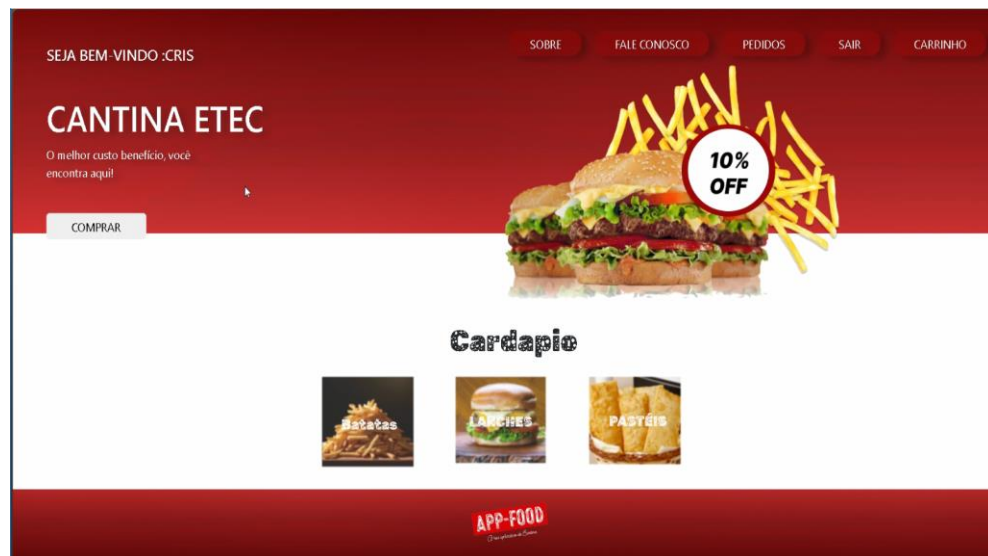 SEJA BEM-VINDO :CRIS
SOBRE
FALE CONOSCO
PEDIDOS
SAIR
CARRINHO
CANTINA ETEC
O melhor custo benefício, você
encontra aqui!
COMPRAR
10%
OFF
Cardapio
Batatas
LANCHES
PASTÉIS
APP-FOOD